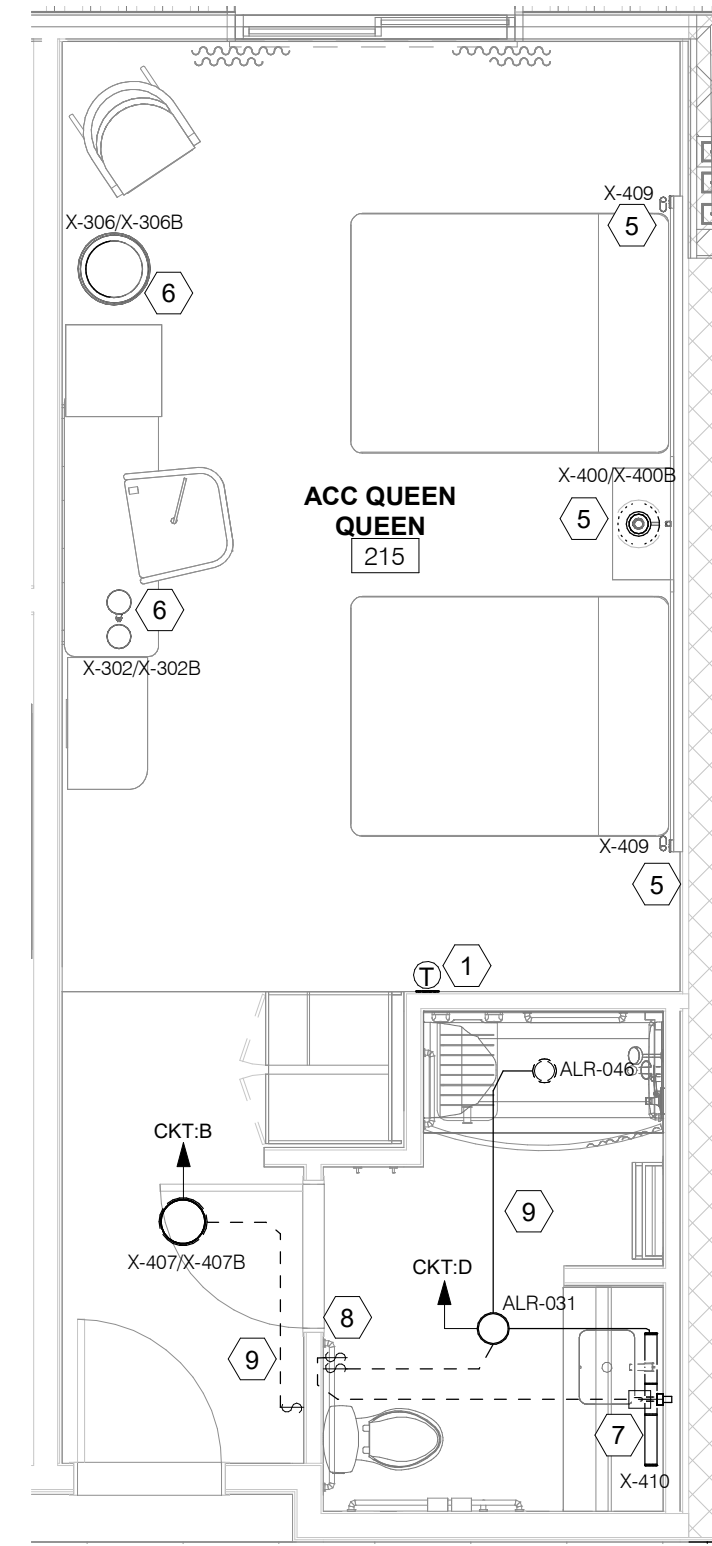 X-409
5
X-306/X-306B
6
X-400/X-400B
ACC QUEEN
QUEEN
5
215
6
X-302/X-302B
X-409
5
1
T
ALR-046
CKT:B
9
X-407/X-407B
CKT:D
ALR-031
8
9
7
X-410